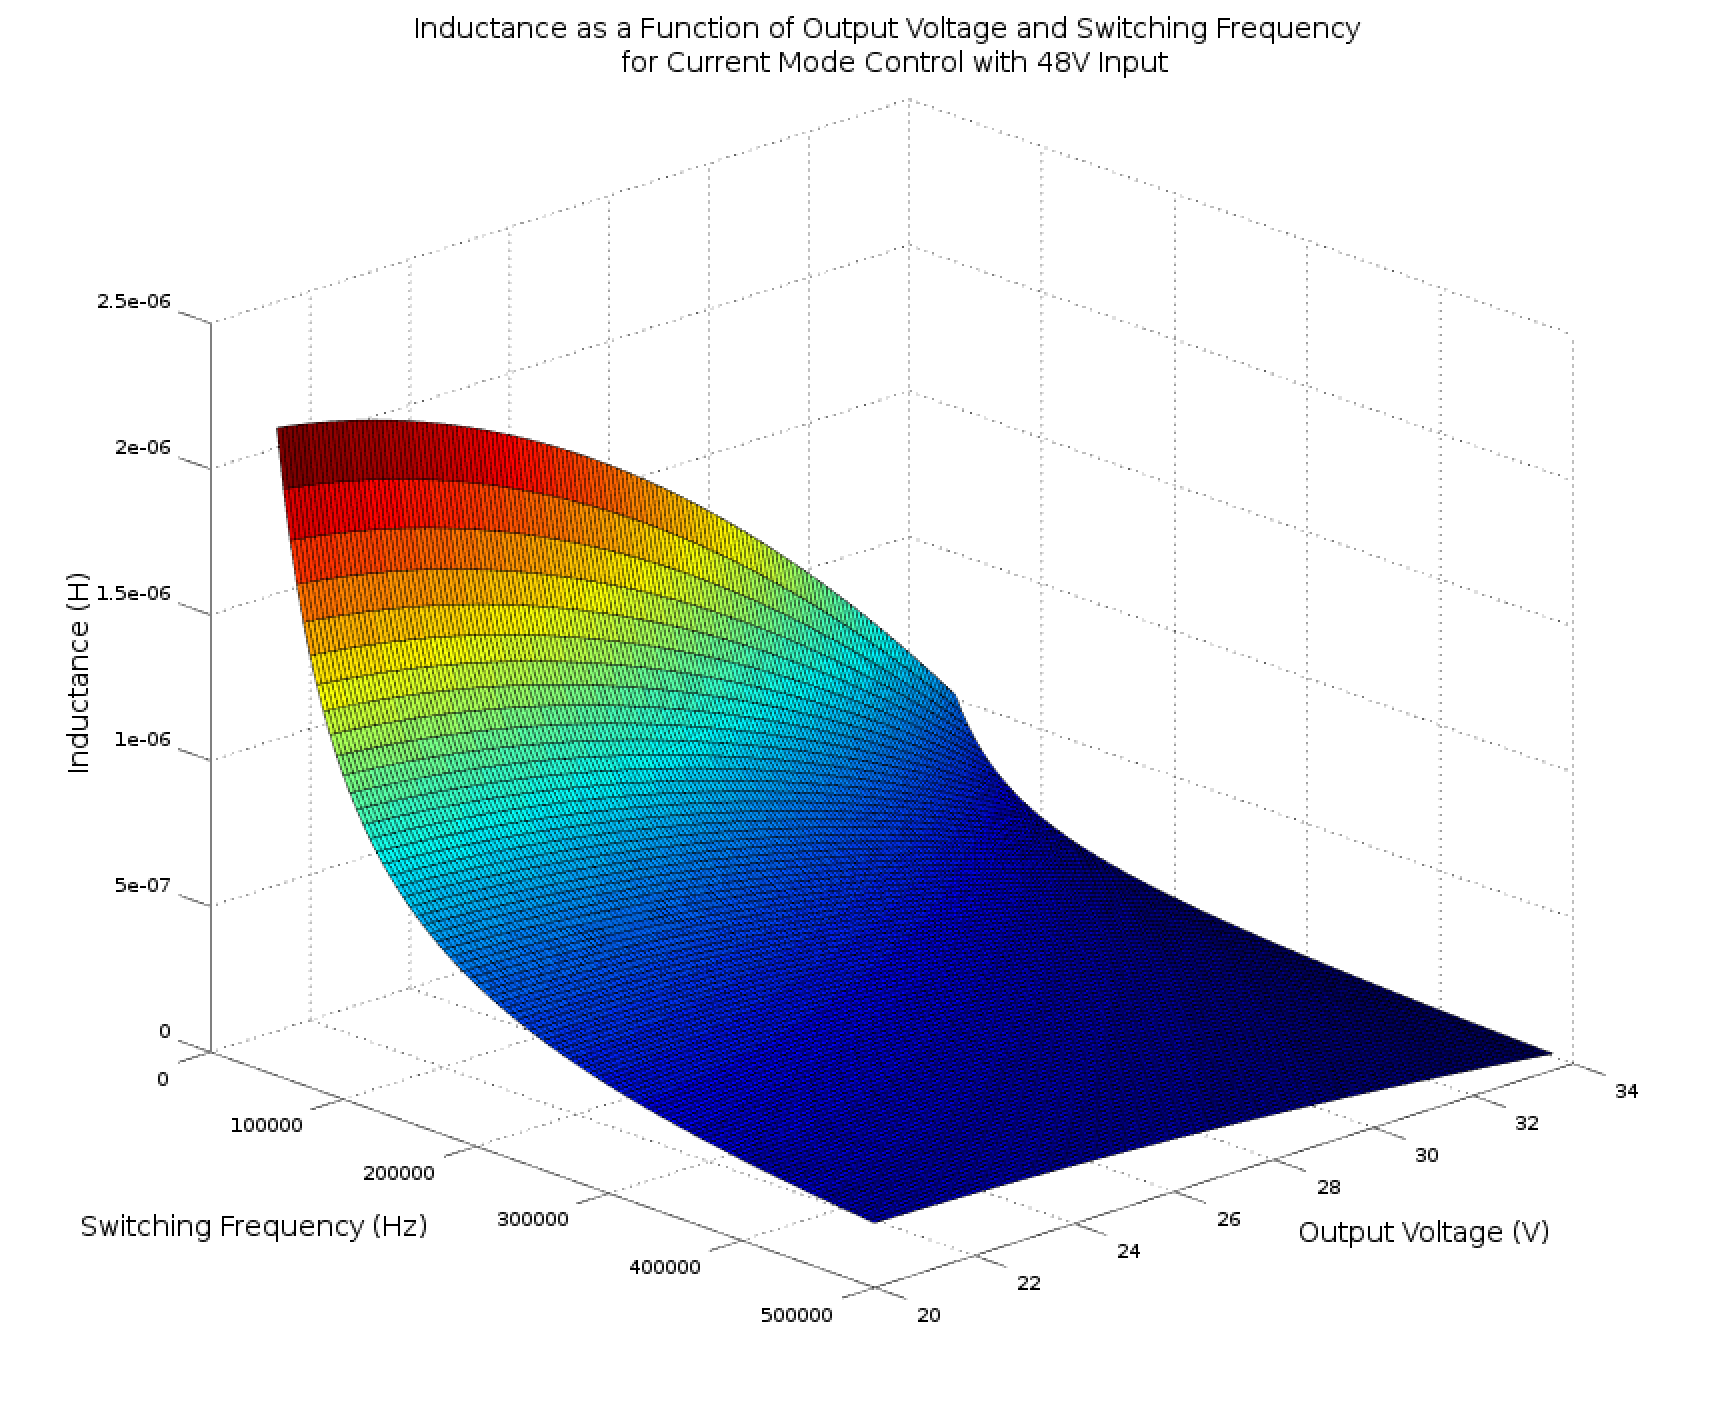 Inductance as a Function of Output Voltage and Switching Frequency
for Current Mode Control with 48V Input
2.5e-06
2e-06
1.5e-06
1e-06
5e-07
0
Inductance (H)
0
100000
200000
300000
400000
500000
Switching Frequency (Hz)
20
22
24
26
28
30
32
34
Output Voltage (V)